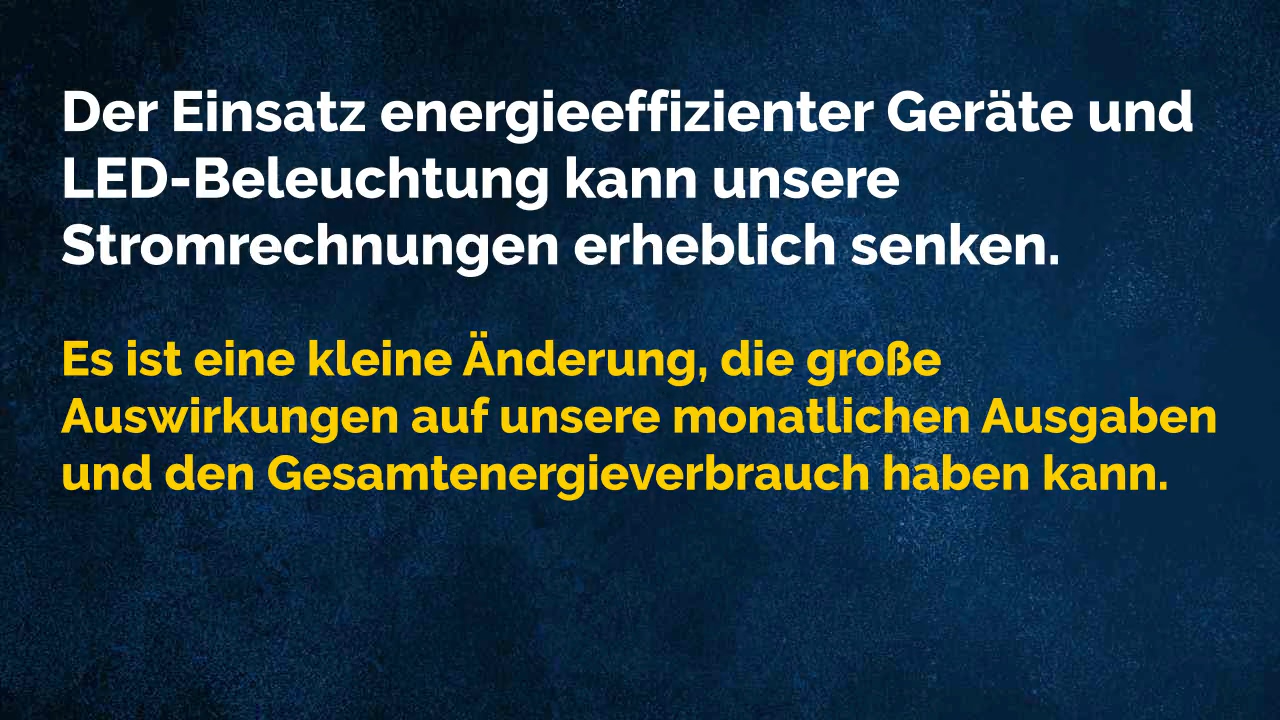 Der Einsatz energieeffizienter Geräte und
LED-Beleuchtung kann unsere
Stromrechnungen erheblich senken.
Es ist eine kleine Änderung, die große
Auswirkungen auf unsere monatlichen Ausgaben
und den Gesamtenergieverbrauch haben kann.